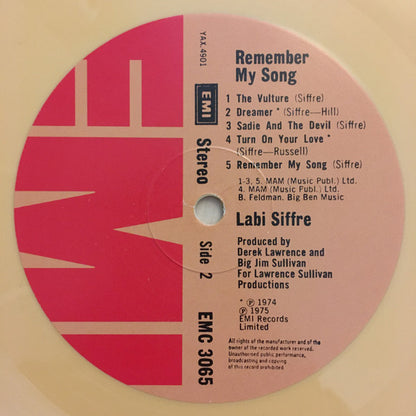 Remember
My Song
1 The Vulture (Siffre)
2 Dreamer * (Siffre—Hill)
3 Sadie And The Devil (Siffre)
4 Turn On Your Love *
(Siffre—Russell)
5 Remember My Song (Siffre)
1-3, 5. MAM (Music Publ.) Ltd.
4. MAM (Music Publ.) Ltd.
B. Feldman. Big Ben Music
Labi Siffre
Produced by
Derek Lawrence and
Big Jim Sullivan
For Lawrence Sullivan
Productions
* ℗ 1974
℗ 1975
EMI Records
Limited
All rights of the manufacturer and of the
owner of the recorded work reserved.
Unauthorised public performance,
broadcasting and copying
of this record prohibited
YAX.4901
EMI
Stereo
Side 2
EMC 3065
EMI